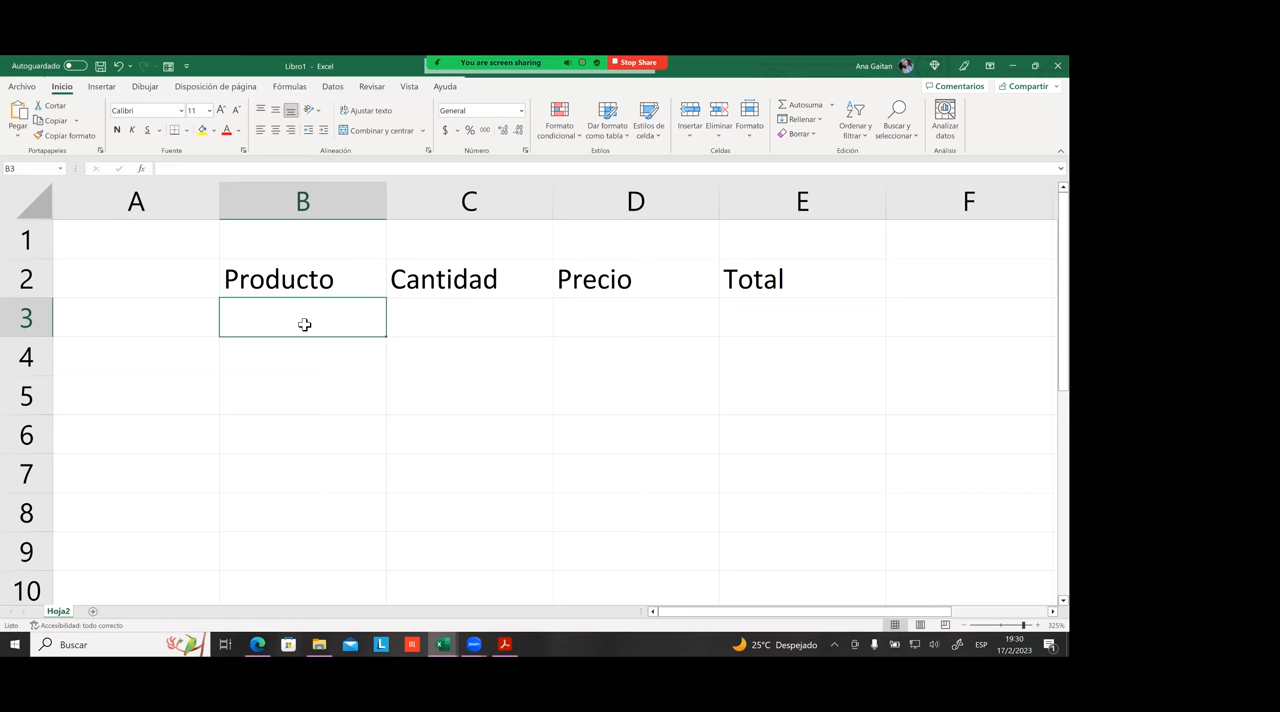 Autoguardado
Libro1 - Excel
You are screen sharing
Stop Share
Ana Gaitan
Archivo Inicio Insertar Dibujar Disposición de página Fórmulas Datos Revisar Vista Ayuda
Comentarios Compartir
Pegar
Cortar
Copiar
Copiar formato
Portapapeles
Calibri 11
N K S
Fuente
Ajustar texto
Combinar y centrar
Alineación
General
$ % 000
Número
Formato condicional
Dar formato como tabla
Estilos de celda
Estilos
Insertar Eliminar Formato
Celdas
Autosuma
Rellenar
Borrar
Ordenar y filtrar
Buscar y seleccionar
Edición
Analizar datos
Análisis
B3 fx
A B C D E F
1
2 Producto Cantidad Precio Total
3
4
5
6
7
8
9
10
Hoja2
Listo Accesibilidad: todo correcto 325%
Buscar
25°C Despejado
ESP
19:30
17/2/2023